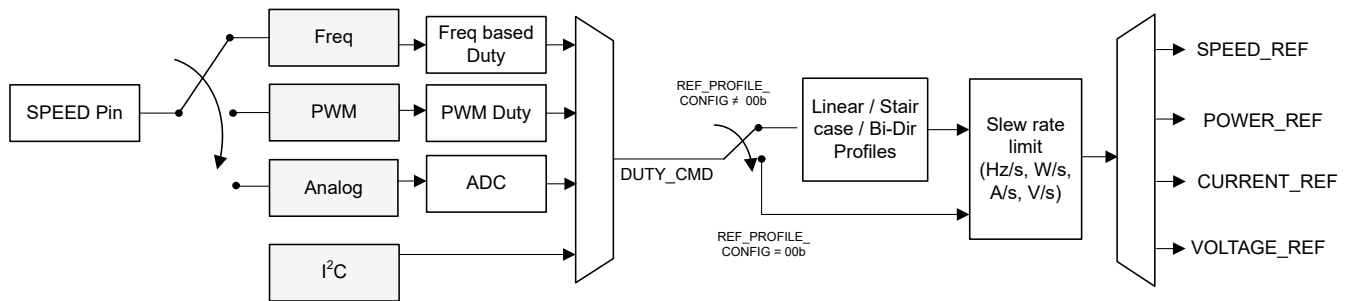 SPEED Pin
Freq
PWM
Analog
I²C
Freq based
Duty
PWM Duty
ADC
DUTY_CMD
REF_PROFILE_
CONFIG ≠ 00b
REF_PROFILE_
CONFIG = 00b
Linear / Stair
case / Bi-Dir
Profiles
Slew rate
limit
(Hz/s, W/s,
A/s, V/s)
SPEED_REF
POWER_REF
CURRENT_REF
VOLTAGE_REF